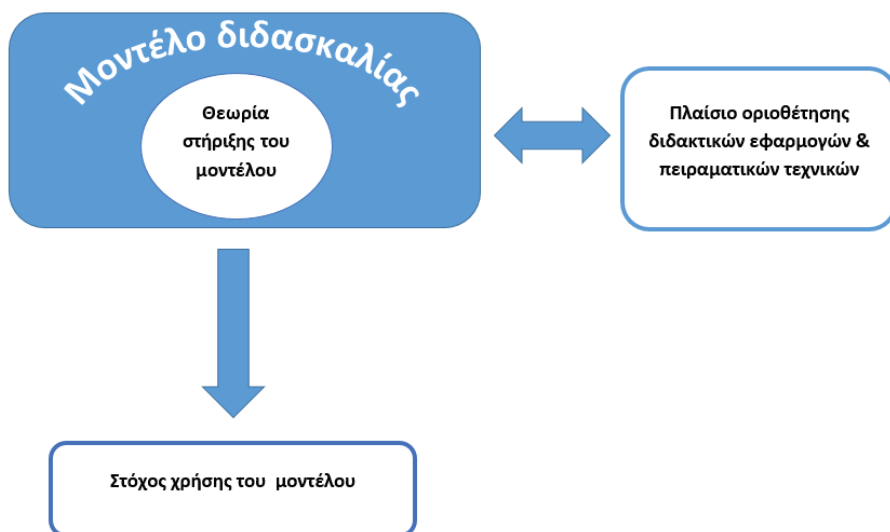 Μοντέλο διδασκαλίας
Θεωρία
στήριξης του
μοντέλου
Πλαίσιο οριοθέτησης
διδακτικών εφαρμογών &
πειραματικών τεχνικών
Στόχος χρήσης του μοντέλου